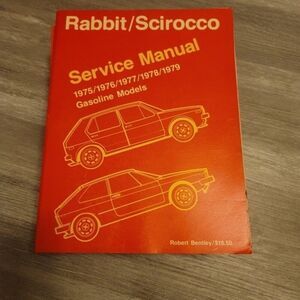 Rabbit/Scirocco
Service Manual
1975/1976/1977/1978/1979
Gasoline Models
Robert Bentley/$18.50